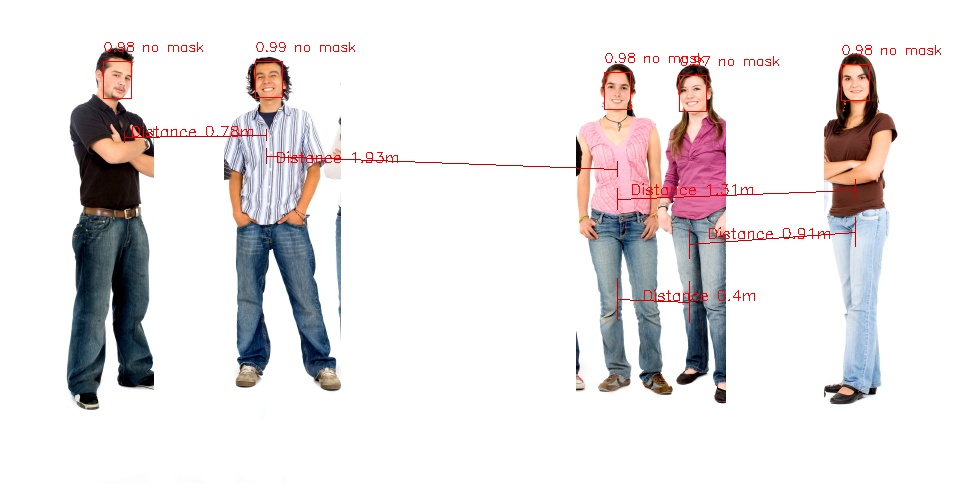 0.98 no mask
0.99 no mask
0.98 no mask
0.97 no mask
0.98 no mask
Distance 0.78m
Distance 1.93m
Distance 1.31m
Distance 0.91m
Distance 0.4m